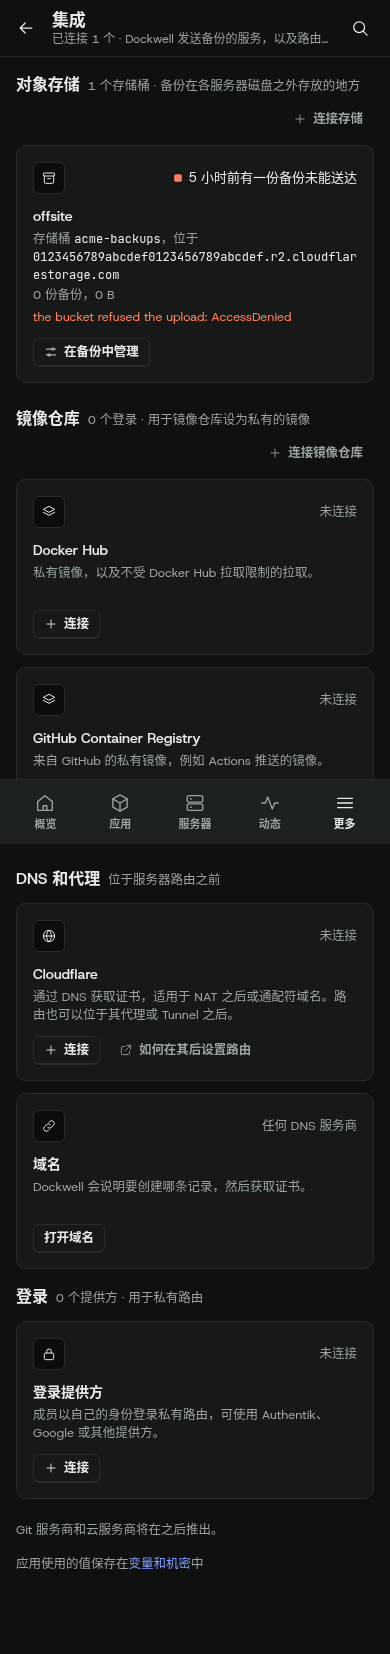 集成
已连接 1 个 · Dockwell 发送备份的服务，以及路由...
对象存储 1 个存储桶 · 备份在各服务器磁盘之外存放的地方
连接存储
5 小时前有一份备份未能送达
offsite
存储桶 acme-backups，位于
0123456789abcdef0123456789abcdef.r2.cloudflar
estorage.com
0 份备份，0 B
the bucket refused the upload: AccessDenied
在备份中管理
镜像仓库 0 个登录 · 用于镜像仓库设为私有的镜像
连接镜像仓库
未连接
Docker Hub
私有镜像，以及不受 Docker Hub 拉取限制的拉取。
连接
未连接
GitHub Container Registry
来自 GitHub 的私有镜像，例如 Actions 推送的镜像。
概览
应用
服务器
动态
更多
DNS 和代理 位于服务器路由之前
未连接
Cloudflare
通过 DNS 获取证书，适用于 NAT 之后或通配符域名。路
由也可以位于其代理或 Tunnel 之后。
连接
如何在其后设置路由
任何 DNS 服务商
域名
Dockwell 会说明要创建哪条记录，然后获取证书。
打开域名
登录 0 个提供方 · 用于私有路由
未连接
登录提供方
成员以自己的身份登录私有路由，可使用 Authentik、
Google 或其他提供方。
连接
Git 服务商和云服务商将在之后推出。
应用使用的值保存在变量和机密中